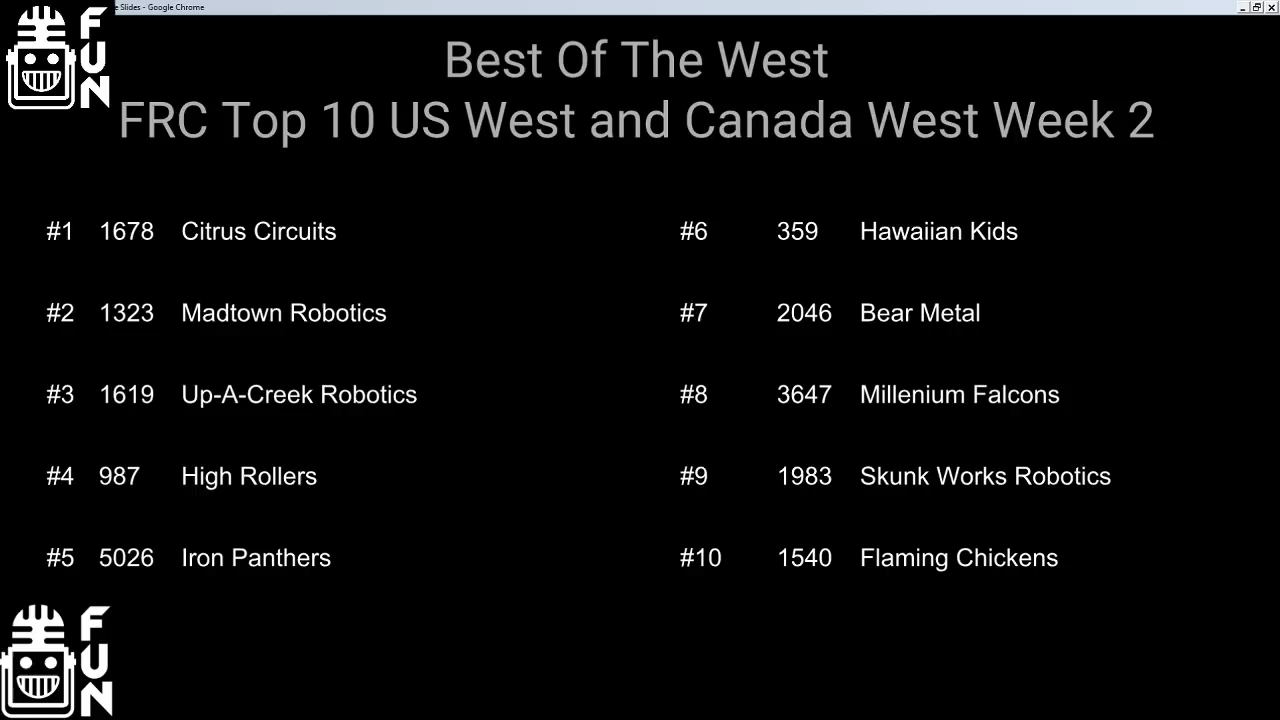 e Slides - Google Chrome
FUN
Best Of The West
FRC Top 10 US West and Canada West Week 2
#1 1678 Citrus Circuits
#2 1323 Madtown Robotics
#3 1619 Up-A-Creek Robotics
#4 987 High Rollers
#5 5026 Iron Panthers
#6 359 Hawaiian Kids
#7 2046 Bear Metal
#8 3647 Millenium Falcons
#9 1983 Skunk Works Robotics
#10 1540 Flaming Chickens
FUN